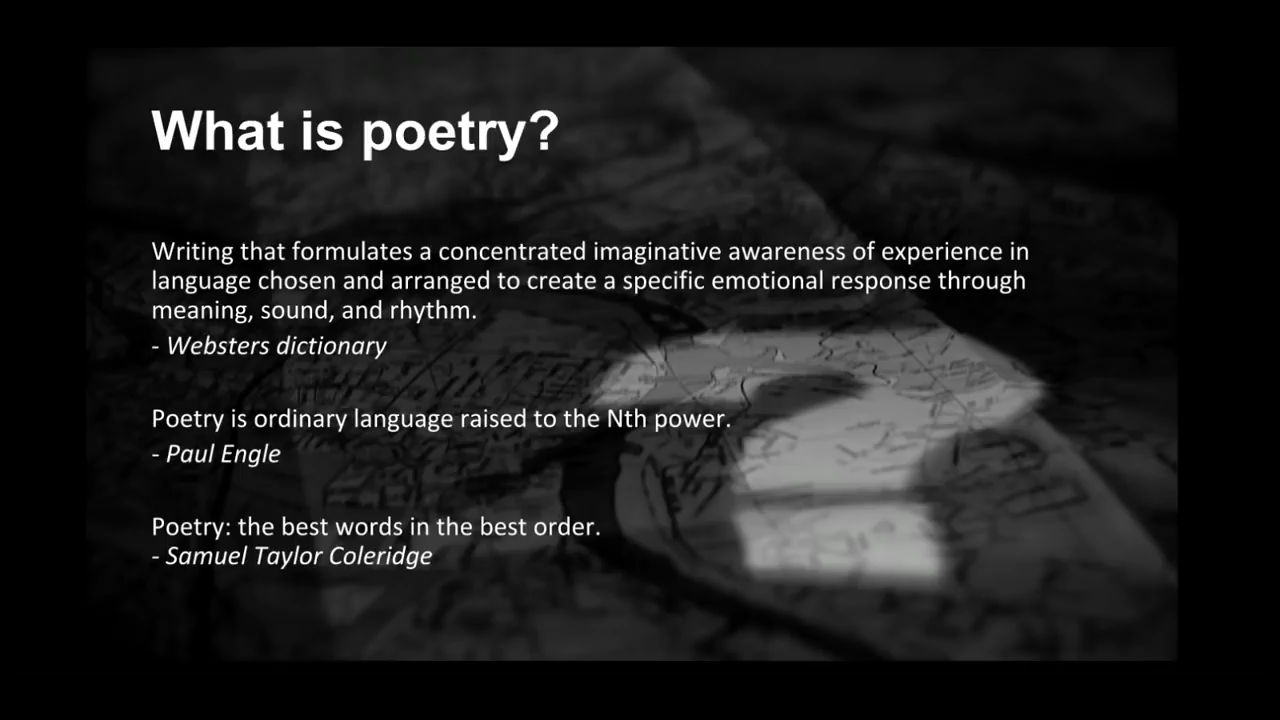 What is poetry?
Writing that formulates a concentrated imaginative awareness of experience in
language chosen and arranged to create a specific emotional response through
meaning, sound, and rhythm.
- Websters dictionary
Poetry is ordinary language raised to the Nth power.
- Paul Engle
Poetry: the best words in the best order.
- Samuel Taylor Coleridge